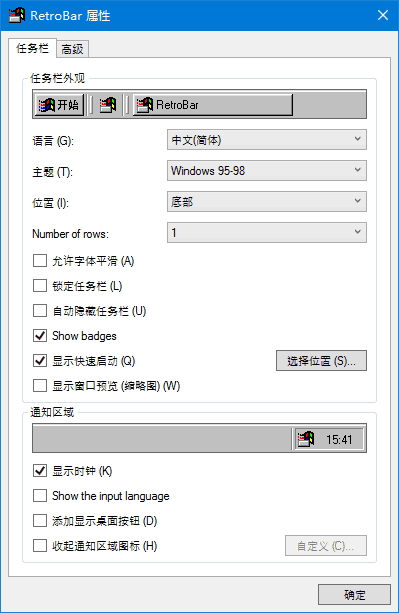 RetroBar 属性
任务栏 高级
任务栏外观
开始 RetroBar
语言 (G): 中文(简体)
主题 (T): Windows 95-98
位置 (I): 底部
Number of rows: 1
允许字体平滑 (A)
锁定任务栏 (L)
自动隐藏任务栏 (U)
Show badges
显示快速启动 (Q) 选择位置 (S)...
显示窗口预览 (缩略图) (W)
通知区域
15:41
显示时钟 (K)
Show the input language
添加显示桌面按钮 (D)
收起通知区域图标 (H) 自定义 (C)...
确定